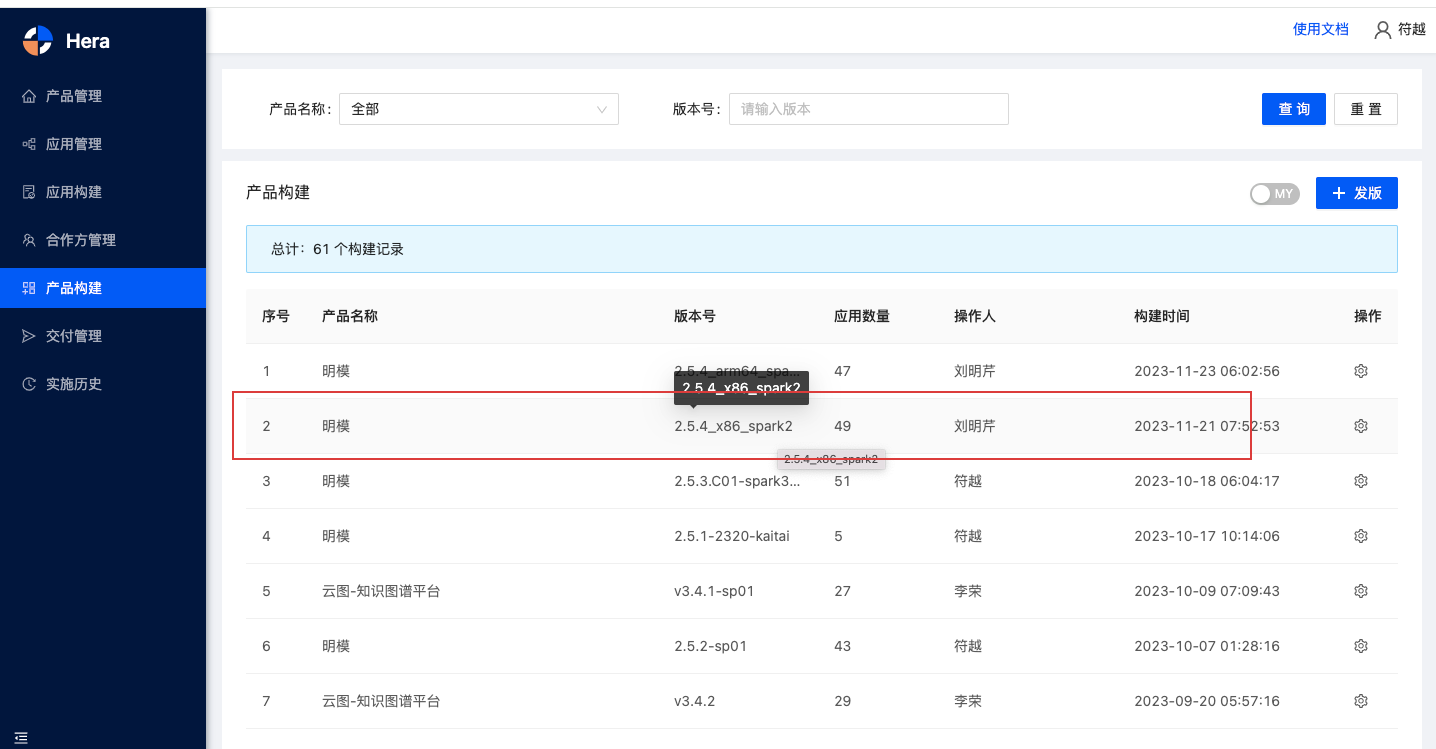 Hera
使用文档
符越
产品管理
应用管理
应用构建
合作方管理
产品构建
交付管理
实施历史
产品名称：
全部
版本号：
请输入版本
查 询
重 置
产品构建
MY
发版
总计：61 个构建记录
序号 产品名称 版本号 应用数量 操作人 构建时间 操作
1 明模 2.5.4_arm64_spa... 47 刘明芹 2023-11-23 06:02:56
2.5.4_x86_spark2
2 明模 2.5.4_x86_spark2 49 刘明芹 2023-11-21 07:52:53
2.5.4_x86_spark2
3 明模 2.5.3.C01-spark3... 51 符越 2023-10-18 06:04:17
4 明模 2.5.1-2320-kaitai 5 符越 2023-10-17 10:14:06
5 云图-知识图谱平台 v3.4.1-sp01 27 李荣 2023-10-09 07:09:43
6 明模 2.5.2-sp01 43 符越 2023-10-07 01:28:16
7 云图-知识图谱平台 v3.4.2 29 李荣 2023-09-20 05:57:16